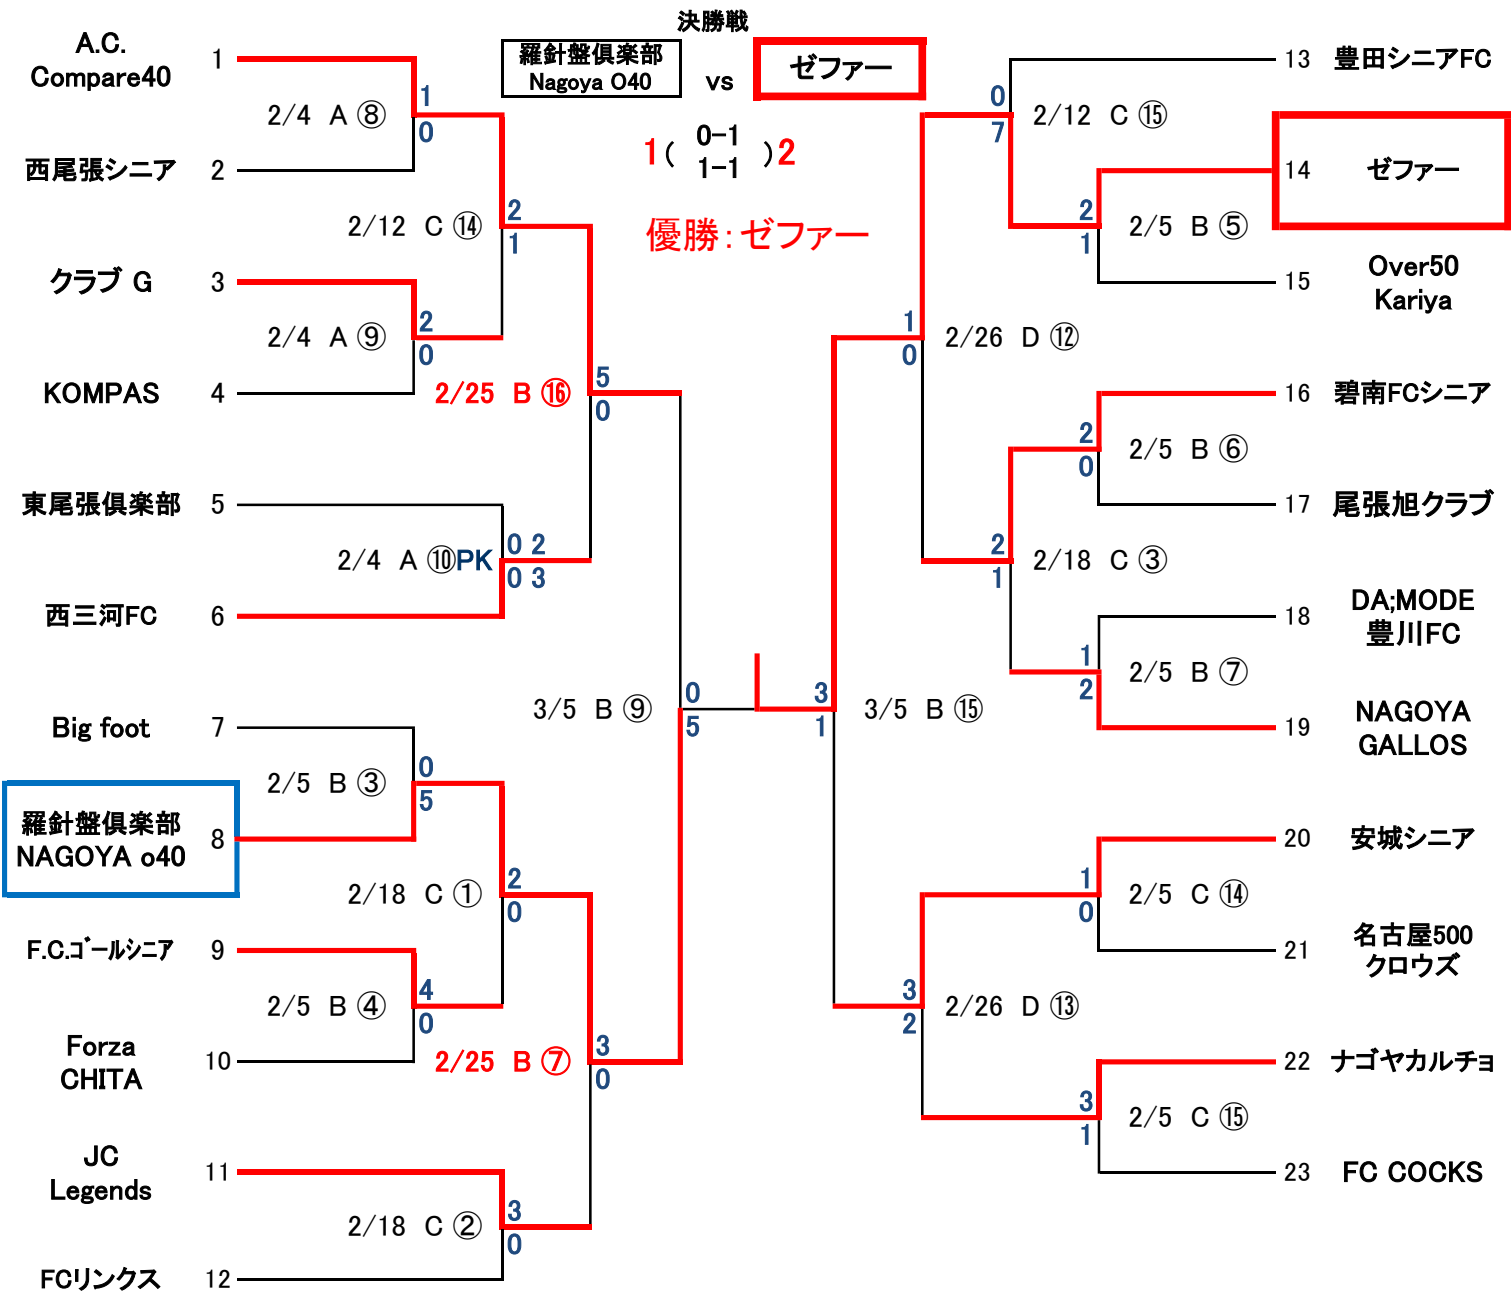 決勝戦
羅針盤倶楽部
Nagoya O40
vs
ゼファー
1 ( 0-1 ) 2
1-1
優勝：ゼファー
A.C.
Compare40
1
2/4 A ⑧
1
0
西尾張シニア
2
2/12 C ⑭
2
1
クラブ G
3
2/4 A ⑨
2
0
KOMPAS
4
2/25 B ⑯
5
0
東尾張倶楽部
5
2/4 A ⑩PK
0 2
0 3
西三河FC
6
3/5 B ⑨
0
5
Big foot
7
2/5 B ③
0
5
羅針盤倶楽部
NAGOYA o40
8
2/18 C ①
2
0
F.C.ｺﾞｰﾙｼﾆｱ
9
2/5 B ④
4
0
Forza
CHITA
10
2/25 B ⑦
3
0
JC
Legends
11
2/18 C ②
3
0
FCリンクス
12
13 豊田シニアFC
0
7
2/12 C ⑮
14 ゼファー
2
1
2/5 B ⑤
15
Over50
Kariya
1
0
2/26 D ⑫
16 碧南FCシニア
2
0
2/5 B ⑥
17 尾張旭クラブ
2
1
2/18 C ③
18
DA;MODE
豊川FC
1
2
2/5 B ⑦
19
NAGOYA
GALLOS
3
1
3/5 B ⑮
20 安城シニア
1
0
2/5 C ⑭
21
名古屋500
クロウズ
3
2
2/26 D ⑬
22 ナゴヤカルチョ
3
1
2/5 C ⑮
23 FC COCKS